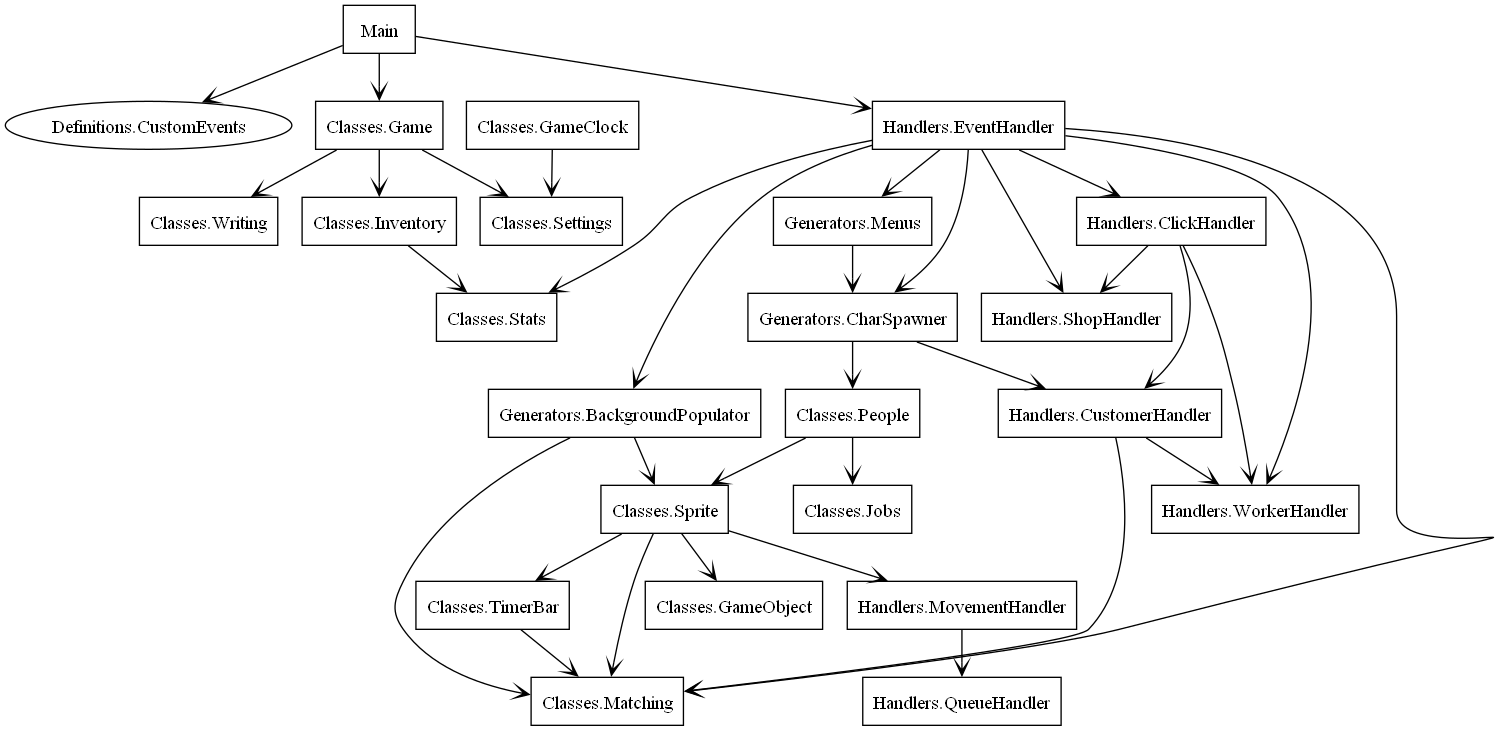 Main
Definitions.CustomEvents
Classes.Game
Classes.GameClock
Handlers.EventHandler
Classes.Writing
Classes.Inventory
Classes.Settings
Generators.Menus
Handlers.ClickHandler
Classes.Stats
Generators.CharSpawner
Handlers.ShopHandler
Generators.BackgroundPopulator
Classes.People
Handlers.CustomerHandler
Classes.Sprite
Classes.Jobs
Handlers.WorkerHandler
Classes.TimerBar
Classes.GameObject
Handlers.MovementHandler
Classes.Matching
Handlers.QueueHandler